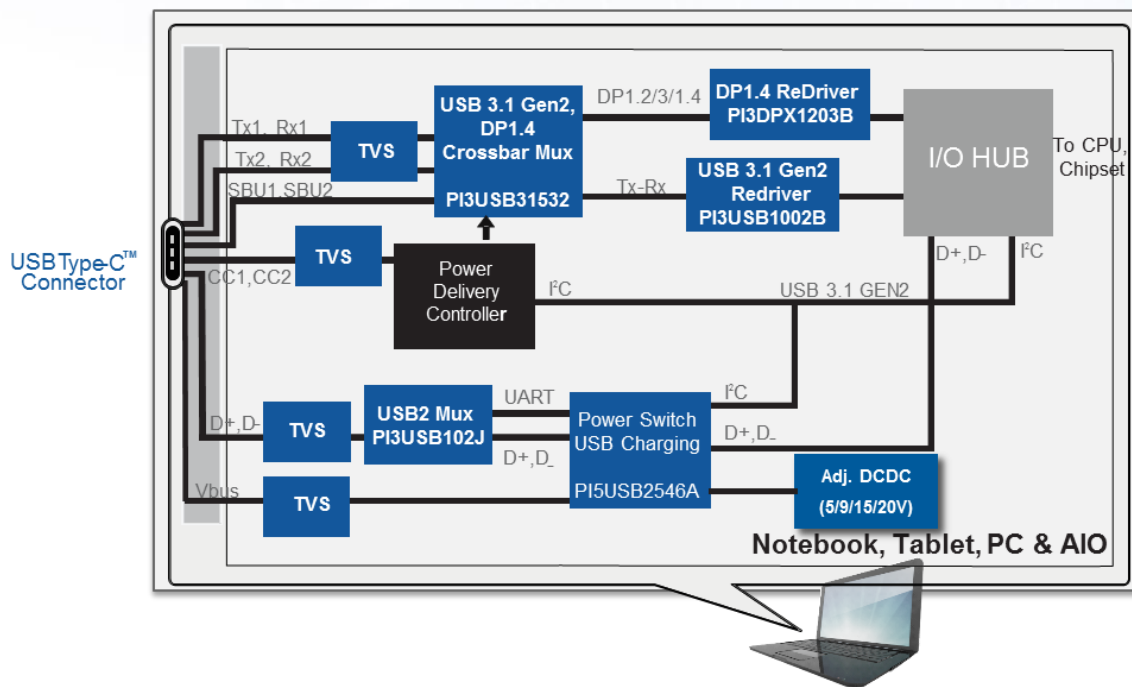 USB 3.1 Gen2,
DP1.4
Crossbar Mux
PI3USB31532
DP1.2/3/1.4
DP1.4 ReDriver
PI3DPX1203B
I/O HUB
To CPU,
Chipset
Tx1, Rx1
Tx2, Rx2
SBU1,SBU2
TVS
Tx-Rx
USB 3.1 Gen2
Redriver
PI3USB1002B
USB Type-C™
Connector
CC1,CC2
TVS
Power
Delivery
Controller
I²C
USB 3.1 GEN2
D+,D-
I²C
D+,D-
TVS
USB2 Mux
PI3USB102J
UART
D+,D_
Power Switch
USB Charging
PI5USB2546A
I²C
D+,D_
Vbus
TVS
Adj. DCDC
(5/9/15/20V)
Notebook, Tablet, PC & AIO